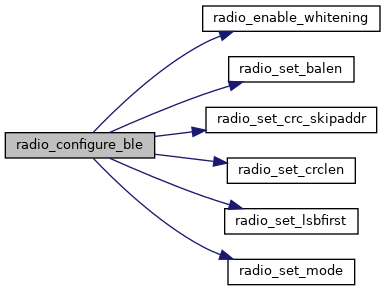 radio_enable_whitening
radio_set_balen
radio_set_crc_skipaddr
radio_configure_ble
radio_set_crclen
radio_set_lsbfirst
radio_set_mode